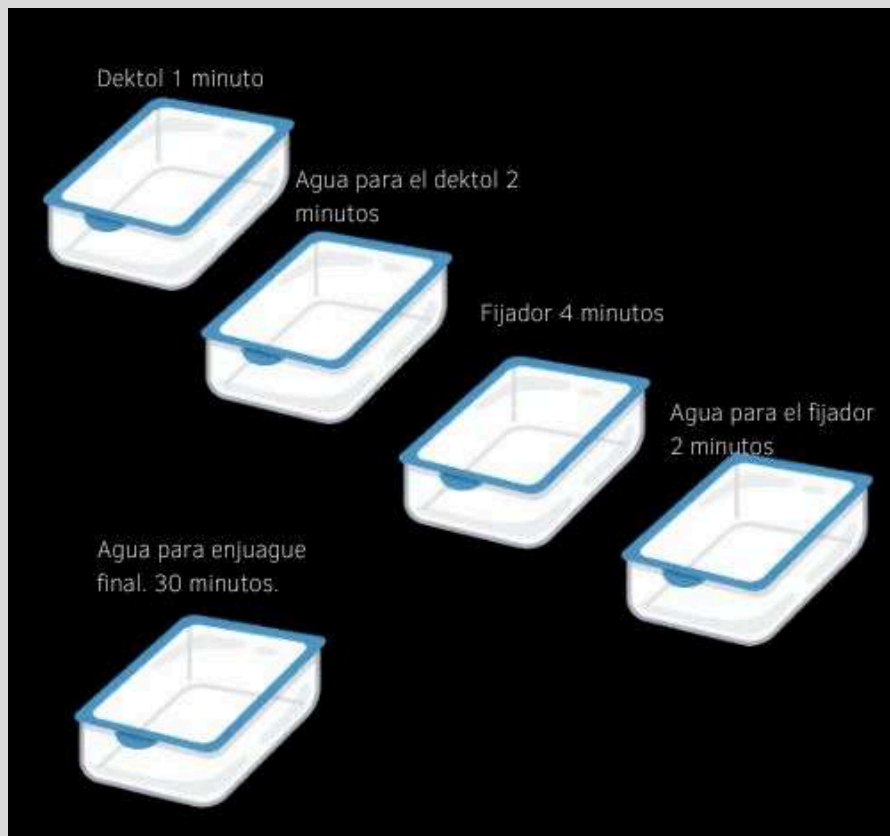 Dektol 1 minuto
Agua para el dektol 2
minutos
Fijador 4 minutos
Agua para el fijador
2 minutos
Agua para enjuague
final. 30 minutos.